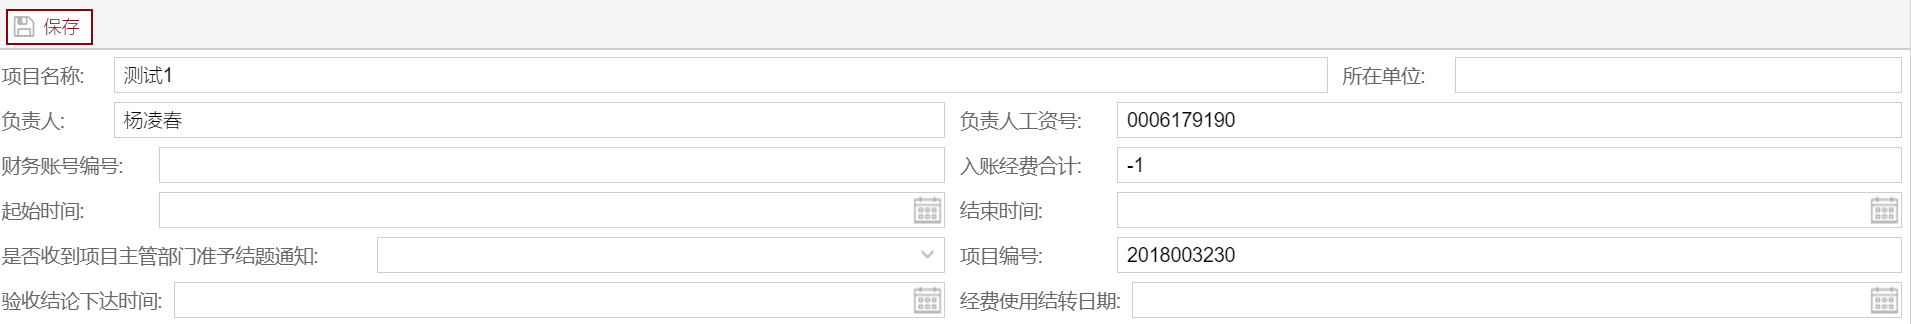 保存
项目名称: 测试1 所在单位:
负责人: 杨凌春 负责人工资号: 0006179190
财务账号编号: 入账经费合计: -1
起始时间: 结束时间:
是否收到项目主管部门准予结题通知: 项目编号: 2018003230
验收结论下达时间: 经费使用结转日期: